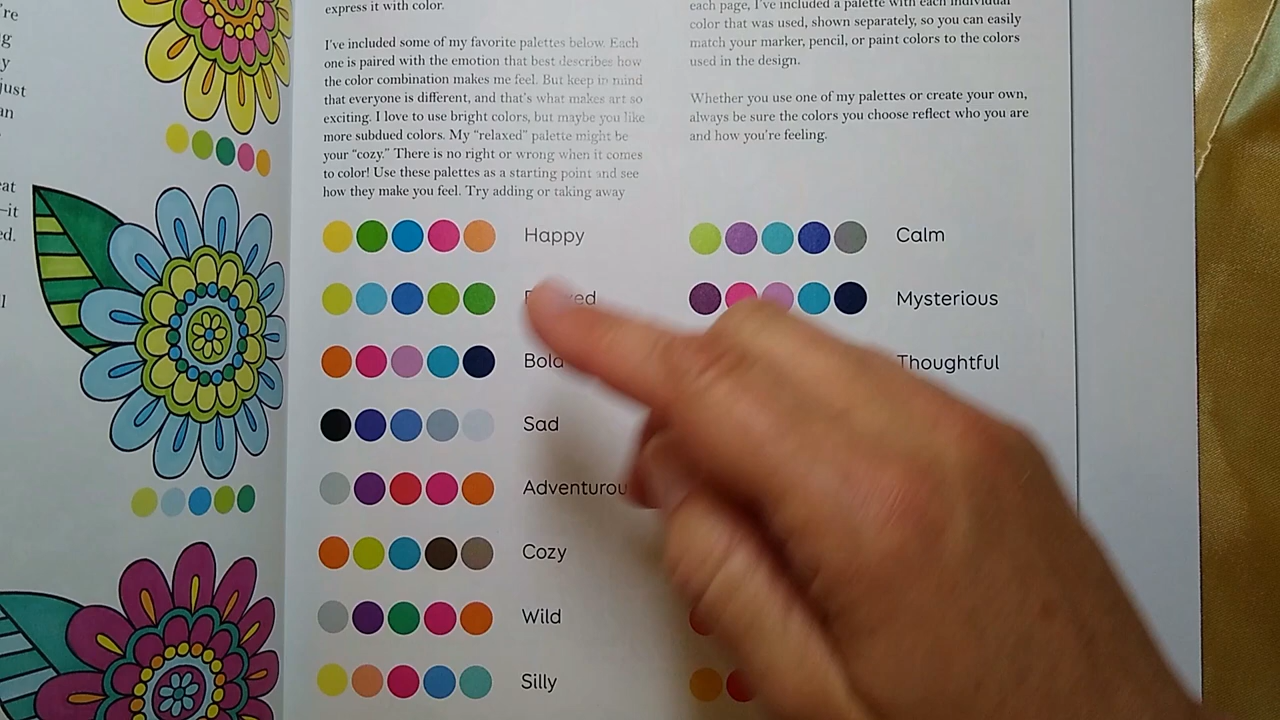 're
g
y
just
an
at
it
ed.
l
express it with color.
I've included some of my favorite palettes below. Each
one is paired with the emotion that best describes how
the color combination makes me feel. But keep in mind
that everyone is different, and that's what makes art so
exciting. I love to use bright colors, but maybe you like
more subdued colors. My “relaxed” palette might be
your “cozy.” There is no right or wrong when it comes
to color! Use these palettes as a starting point and see
how they make you feel. Try adding or taking away
each page, I've included a palette with each individual
color that was used, shown separately, so you can easily
match your marker, pencil, or paint colors to the colors
used in the design.
Whether you use one of my palettes or create your own,
always be sure the colors you choose reflect who you are
and how you're feeling.
Happy
Bold
Sad
Adventurou
Cozy
Wild
Silly
Calm
Mysterious
Thoughtful